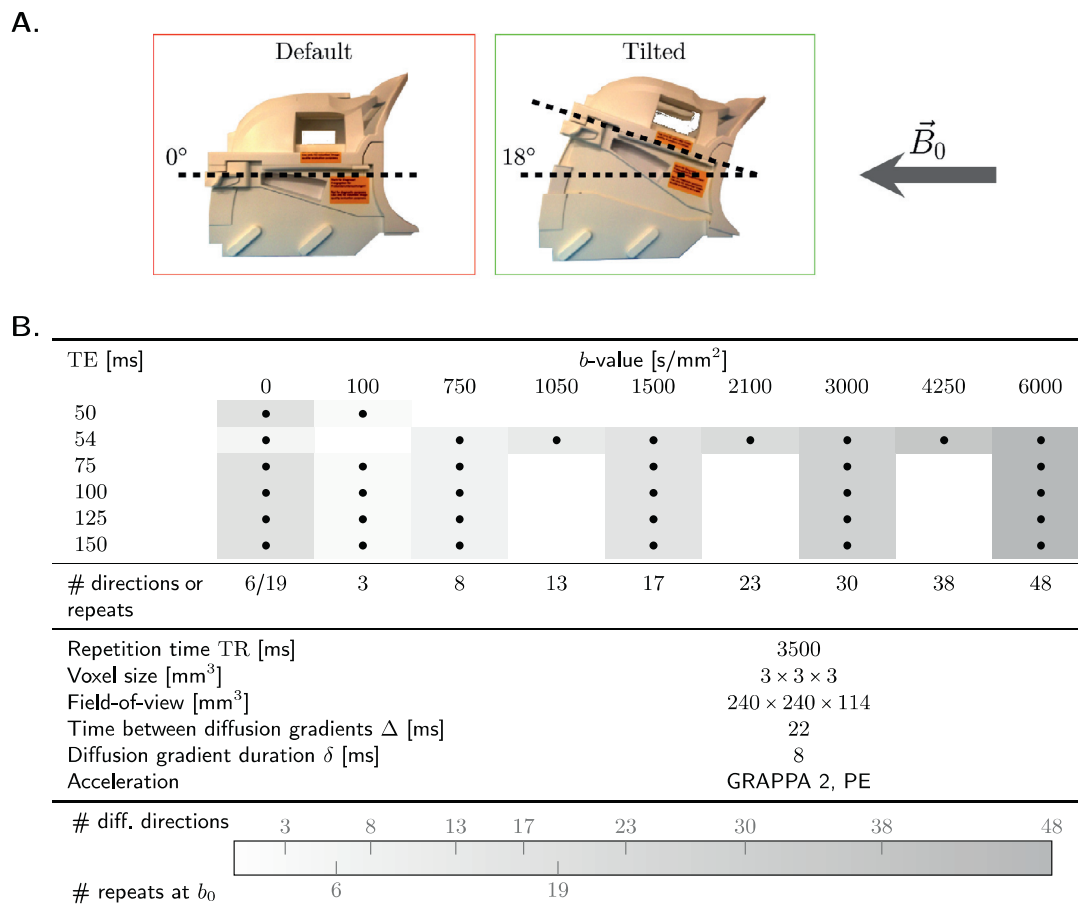 A.
Default
Tilted
0°
18°
$\vec{B}_0$
B.
TE [ms] b-value [s/mm²]
0 100 750 1050 1500 2100 3000 4250 6000
50 • •
54 • • • • • • • •
75 • • • • • •
100 • • • • • •
125 • • • • • •
150 • • • • • •
# directions or 6/19 3 8 13 17 23 30 38 48
repeats
Repetition time TR [ms] 3500
Voxel size [mm³] 3 × 3 × 3
Field-of-view [mm³] 240 × 240 × 114
Time between diffusion gradients Δ [ms] 22
Diffusion gradient duration δ [ms] 8
Acceleration GRAPPA 2, PE
# diff. directions 3 8 13 17 23 30 38 48
# repeats at b₀ 6 19